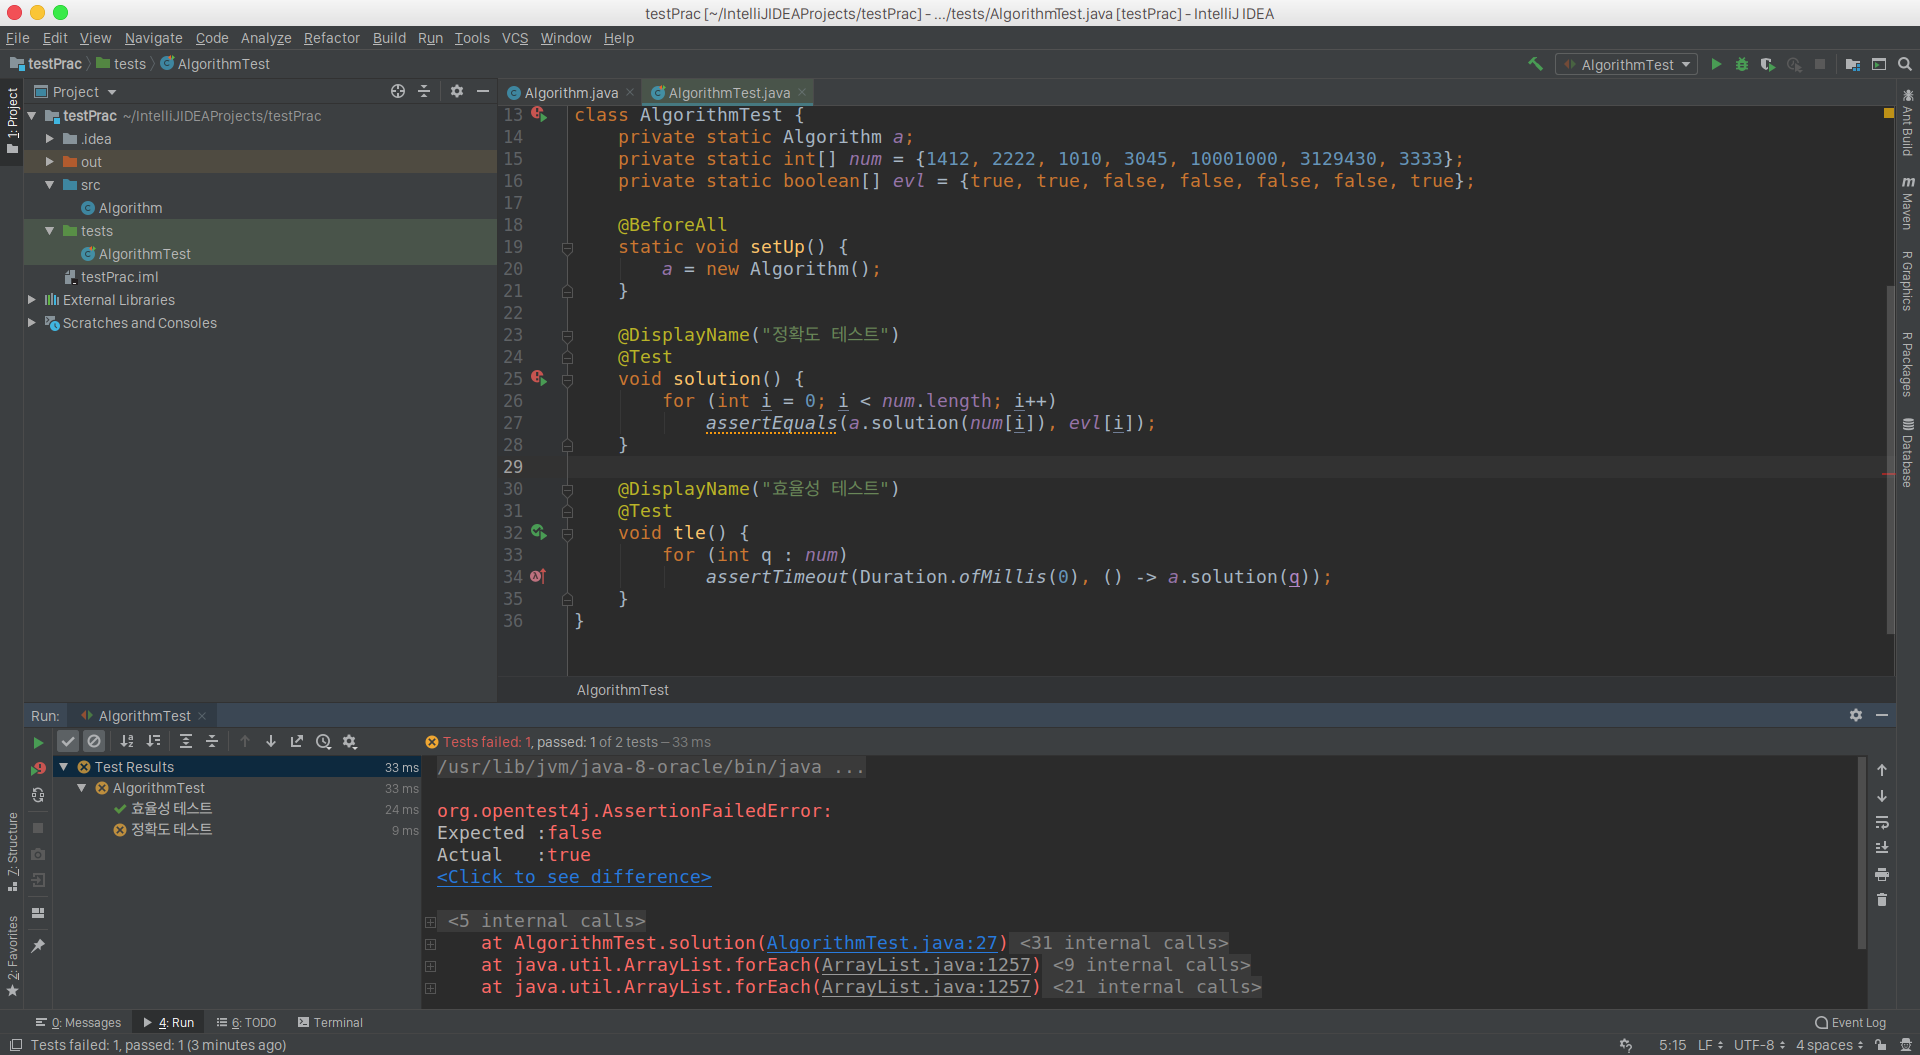 testPrac [~/IntelliJIDEAProjects/testPrac] - .../tests/AlgorithmTest.java [testPrac] - IntelliJ IDEA
File Edit View Navigate Code Analyze Refactor Build Run Tools VCS Window Help
testPrac tests AlgorithmTest
AlgorithmTest
1: Project
Project
testPrac ~/IntelliJIDEAProjects/testPrac
.idea
out
src
Algorithm
tests
AlgorithmTest
testPrac.iml
External Libraries
Scratches and Consoles
Algorithm.java AlgorithmTest.java
13 class AlgorithmTest {
14 private static Algorithm a;
15 private static int[] num = {1412, 2222, 1010, 3045, 10001000, 3129430, 3333};
16 private static boolean[] evl = {true, true, false, false, false, false, true};
17
18 @BeforeAll
19 static void setUp() {
20 a = new Algorithm();
21 }
22
23 @DisplayName("정확도 테스트")
24 @Test
25 void solution() {
26 for (int i = 0; i < num.length; i++)
27 assertEquals(a.solution(num[i]), evl[i]);
28 }
29
30 @DisplayName("효율성 테스트")
31 @Test
32 void tle() {
33 for (int q : num)
34 assertTimeout(Duration.ofMillis(0), () -> a.solution(q));
35 }
36 }
AlgorithmTest
Ant Build
m Maven
R Graphics
R Packages
Database
Run: AlgorithmTest
Tests failed: 1, passed: 1 of 2 tests – 33 ms
Test Results 33 ms
AlgorithmTest 33 ms
효율성 테스트 24 ms
정확도 테스트 9 ms
/usr/lib/jvm/java-8-oracle/bin/java ...
org.opentest4j.AssertionFailedError:
Expected :false
Actual :true
<Click to see difference>
<5 internal calls>
at AlgorithmTest.solution(AlgorithmTest.java:27) <31 internal calls>
at java.util.ArrayList.forEach(ArrayList.java:1257) <9 internal calls>
at java.util.ArrayList.forEach(ArrayList.java:1257) <21 internal calls>
7: Structure
2: Favorites
0: Messages 4: Run 6: TODO Terminal Event Log
Tests failed: 1, passed: 1 (3 minutes ago) 5:15 LF UTF-8 4 spaces